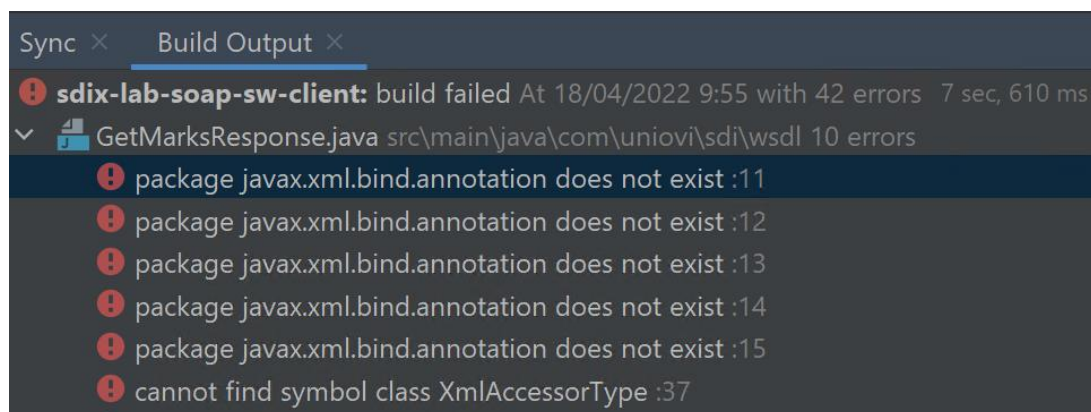 Sync × Build Output ×
sdix-lab-soap-sw-client: build failed At 18/04/2022 9:55 with 42 errors 7 sec, 610 ms
GetMarksResponse.java src\main\java\com\uniovi\sdi\wsdl 10 errors
package javax.xml.bind.annotation does not exist :11
package javax.xml.bind.annotation does not exist :12
package javax.xml.bind.annotation does not exist :13
package javax.xml.bind.annotation does not exist :14
package javax.xml.bind.annotation does not exist :15
cannot find symbol class XmlAccessorType :37